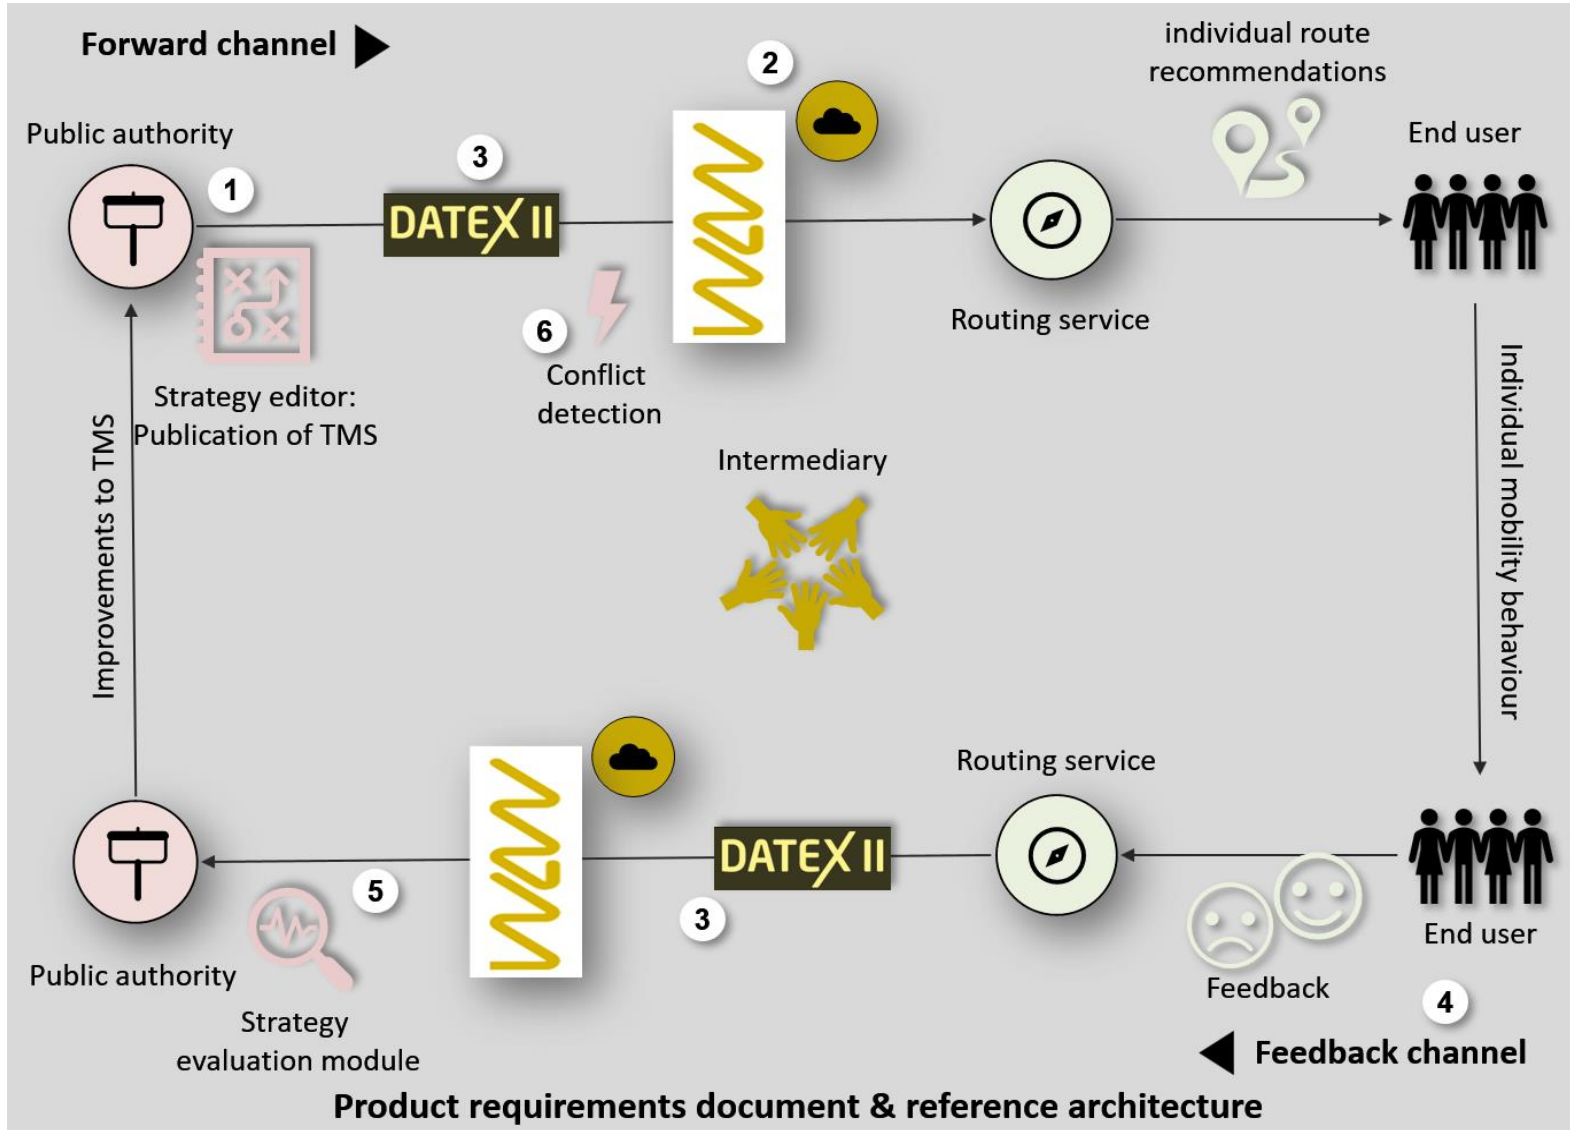 Forward channel
individual route
recommendations
2
Public authority
End user
3
1
DATEX II
Routing service
6
Conflict
detection
Strategy editor:
Publication of TMS
Individual mobility behaviour
Improvements to TMS
Intermediary
Routing service
DATEX II
5
3
End user
Public authority
Feedback
4
Strategy
evaluation module
Feedback channel
Product requirements document & reference architecture